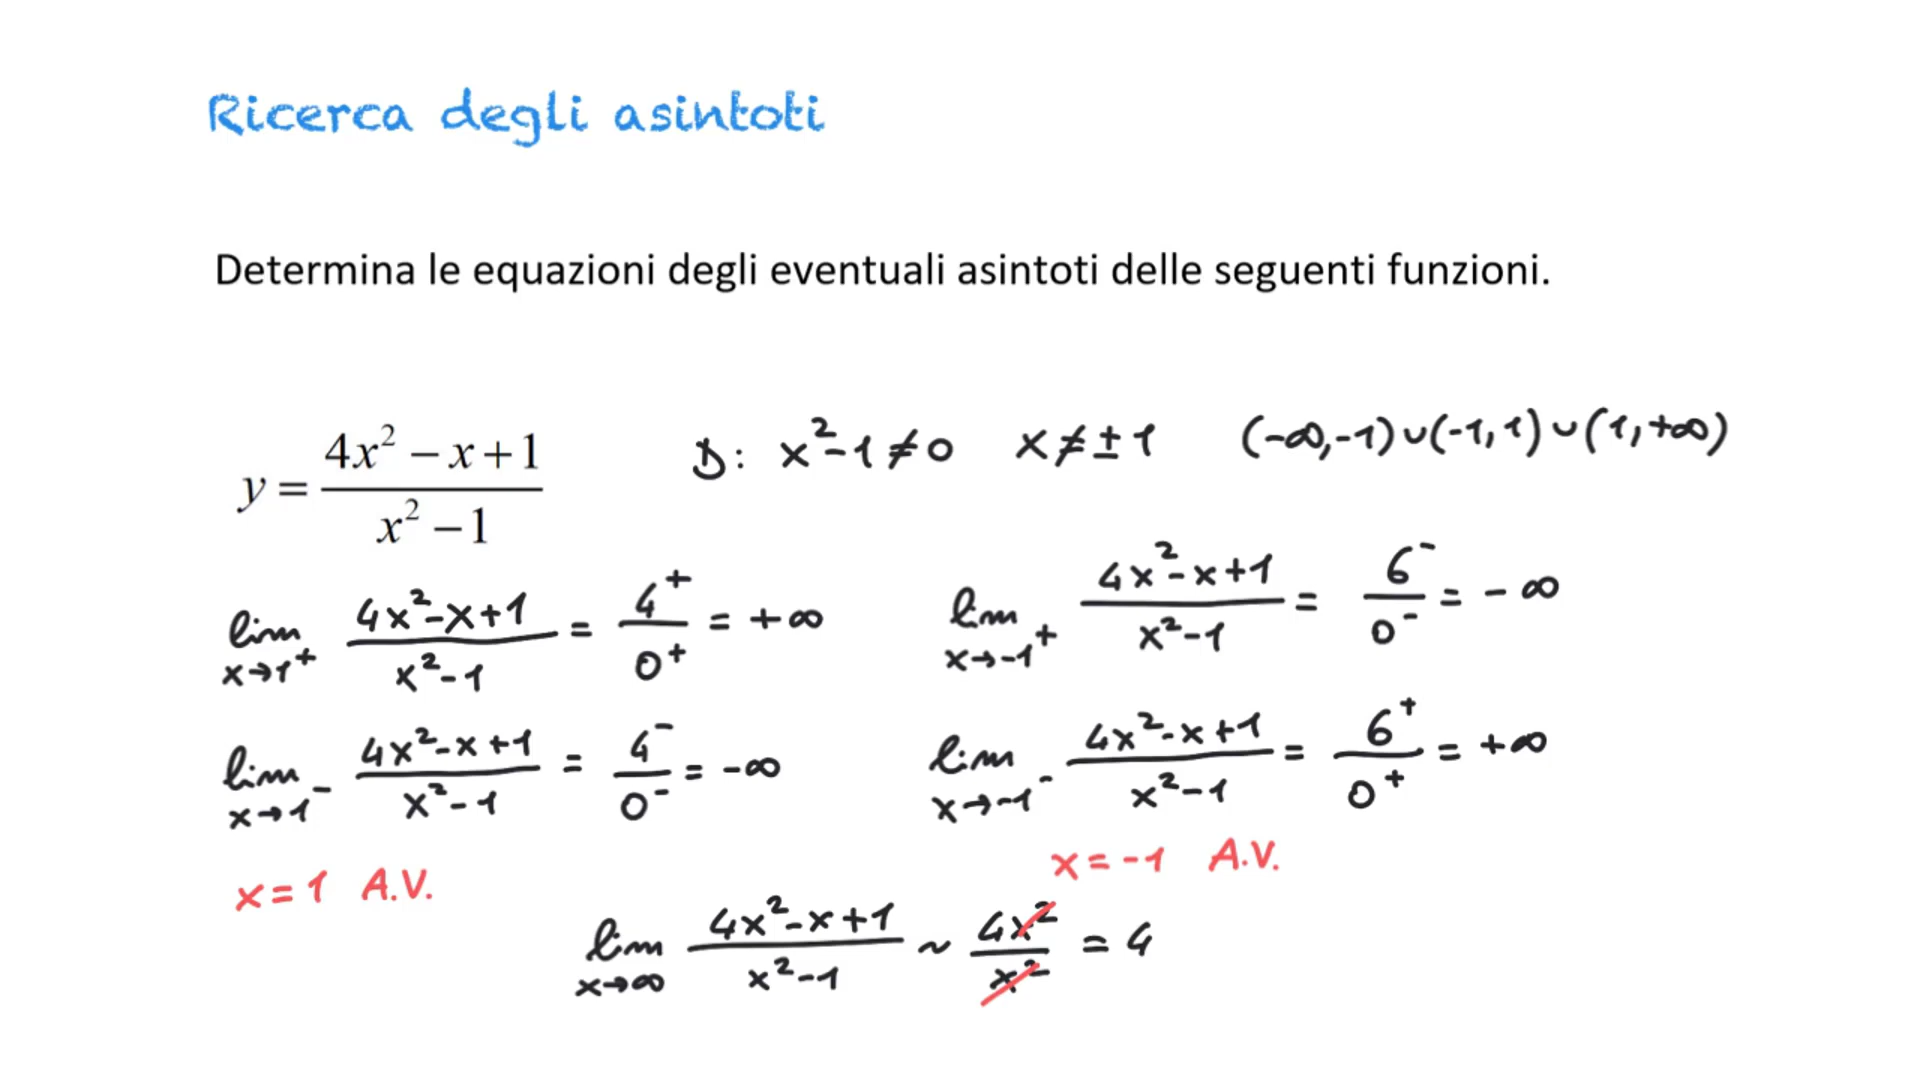 Ricerca degli asintoti
Determina le equazioni degli eventuali asintoti delle seguenti funzioni.
y = (4x² − x + 1)/(x² − 1)   D: x² − 1 ≠ 0   x ≠ ± 1   (−∞, −1) ∪ (−1, 1) ∪ (1, +∞)
lim x→1⁺ (4x² − x + 1)/(x² − 1) = 4⁺/0⁺ = +∞   lim x→−1⁺ (4x² − x + 1)/(x² − 1) = 6⁻/0⁻ = −∞
lim x→1⁻ (4x² − x + 1)/(x² − 1) = 4⁻/0⁻ = −∞   lim x→−1⁻ (4x² − x + 1)/(x² − 1) = 6⁺/0⁺ = +∞
x = 1 A.V.   x = −1 A.V.
lim x→∞ (4x² − x + 1)/(x² − 1) ~ 4x²/x² = 4